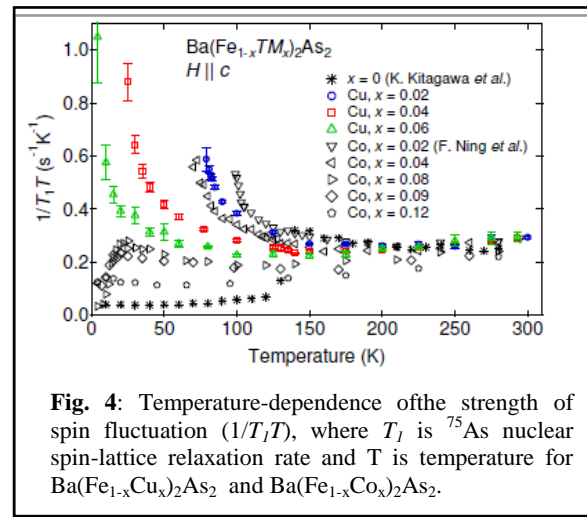 Ba(Fe1-xTMx)2As2
H || c
x = 0 (K. Kitagawa et al.)
Cu, x = 0.02
Cu, x = 0.04
Cu, x = 0.06
Co, x = 0.02 (F. Ning et al.)
Co, x = 0.04
Co, x = 0.08
Co, x = 0.09
Co, x = 0.12
1/T1T (s-1K-1)
1.0
0.8
0.6
0.4
0.2
0.0
0 50 100 150 200 250 300
Temperature (K)
Fig. 4: Temperature-dependence ofthe strength of
spin fluctuation (1/T1T), where T1 is 75As nuclear
spin-lattice relaxation rate and T is temperature for
Ba(Fe1-xCux)2As2 and Ba(Fe1-xCox)2As2.